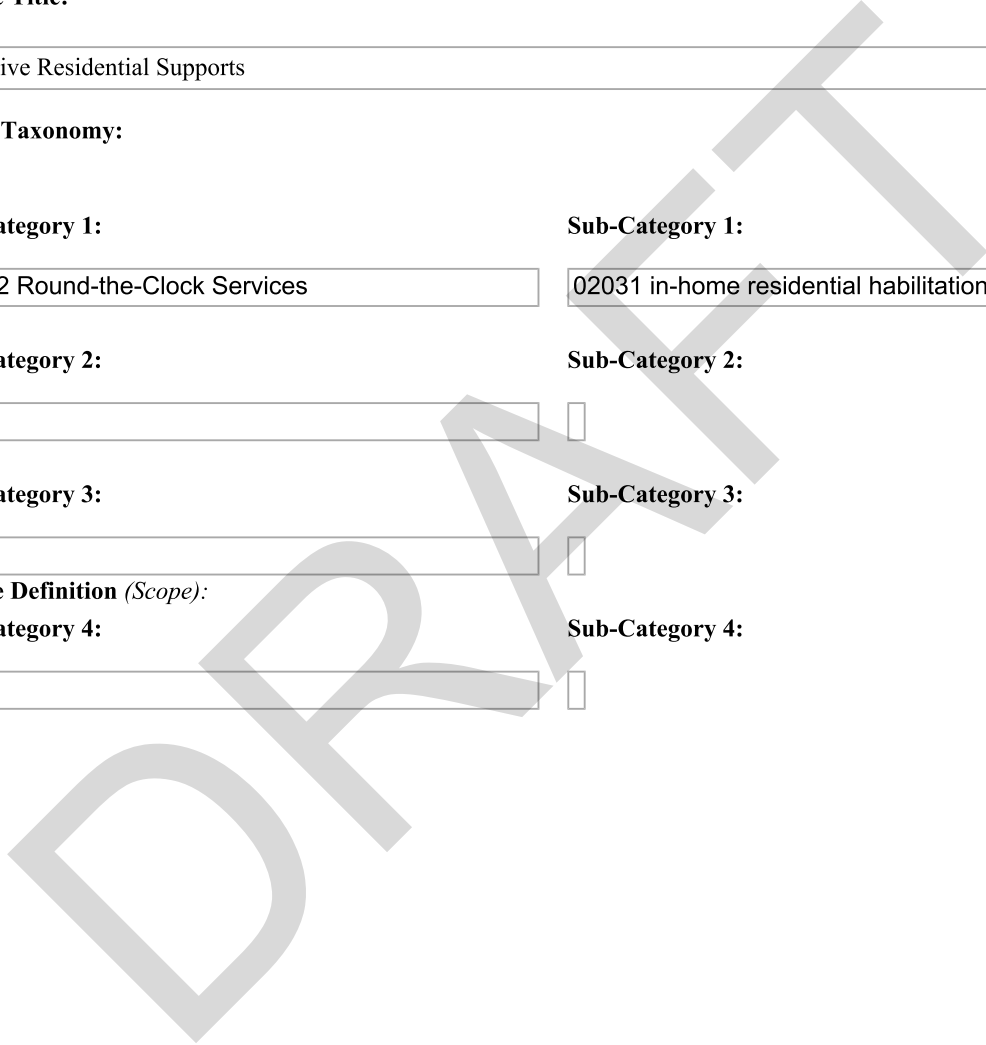 e Title:
ive Residential Supports
Taxonomy:
ategory 1:
Sub-Category 1:
2 Round-the-Clock Services
02031 in-home residential habilitation
ategory 2:
Sub-Category 2:
ategory 3:
Sub-Category 3:
e Definition (Scope):
ategory 4:
Sub-Category 4:
DRAFT